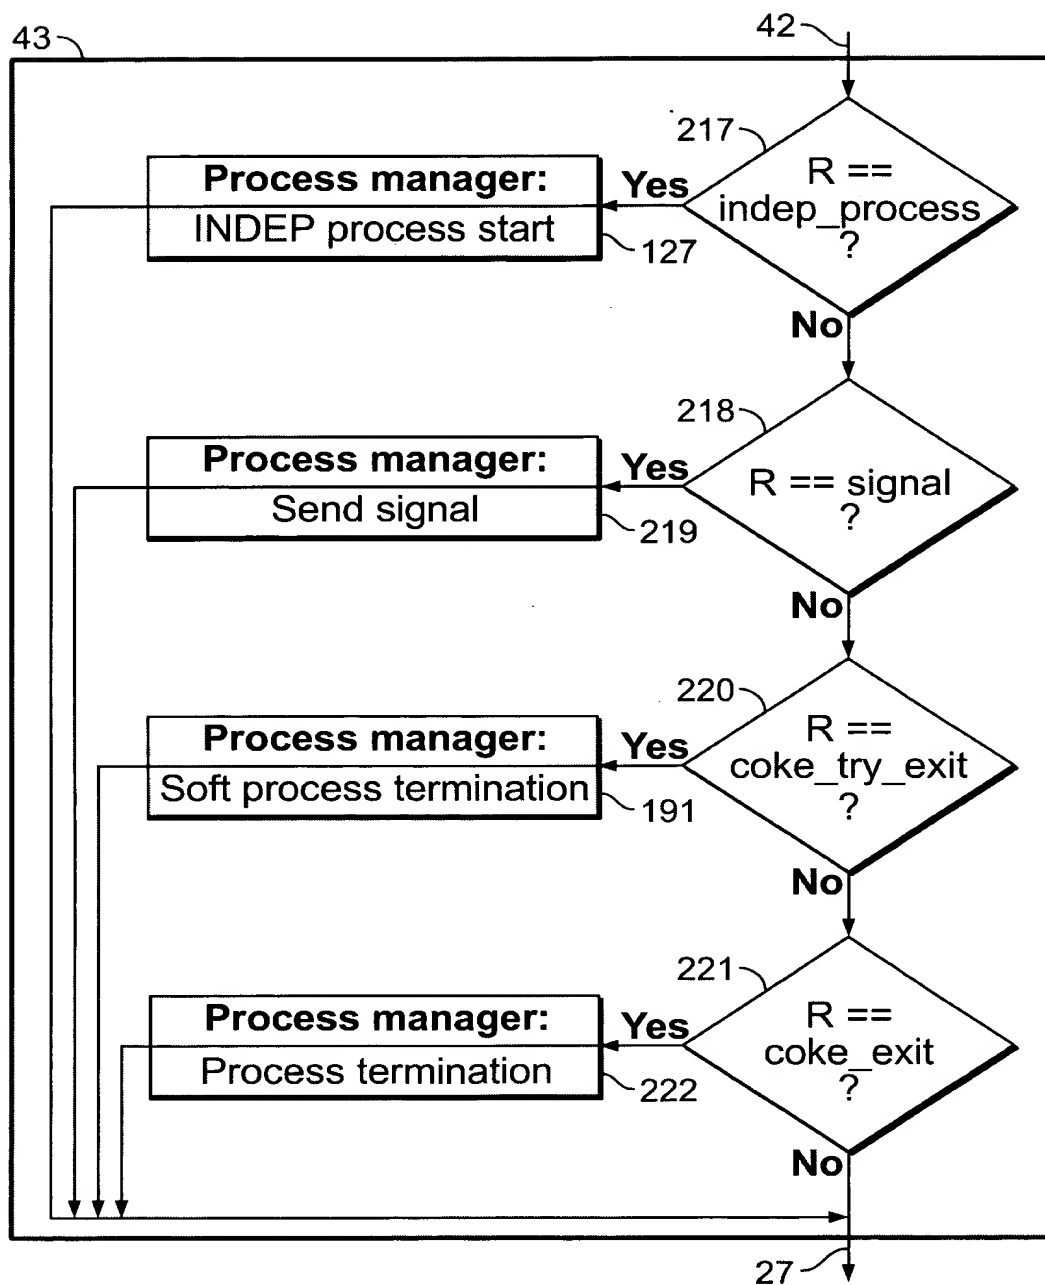 43
42
217
R ==
indep_process
?
Yes
Process manager:
INDEP process start
127
No
218
R == signal
?
Yes
Process manager:
Send signal
219
No
220
R ==
coke_try_exit
?
Yes
Process manager:
Soft process termination
191
No
221
R ==
coke_exit
?
Yes
Process manager:
Process termination
222
No
27